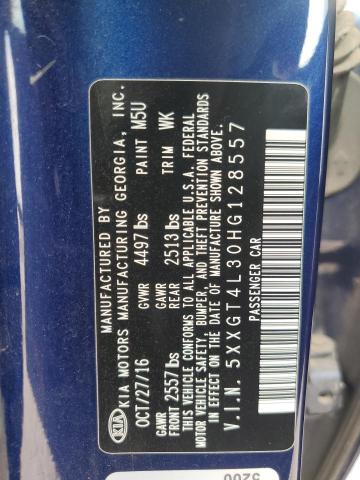 MANUFACTURED BY
KIA KIA MOTORS MANUFACTURING GEORGIA, INC.
OCT/27/16 GVWR 4497 lbs PAINT M5U
GAWR FRONT 2557 lbs GAWR REAR 2513 lbs TRIM WK
THIS VEHICLE CONFORMS TO ALL APPLICABLE U.S.A. FEDERAL
MOTOR VEHICLE SAFETY, BUMPER, AND THEFT PREVENTION STANDARDS
IN EFFECT ON THE DATE OF MANUFACTURE SHOWN ABOVE.
V.I.N. 5XXGT4L30HG128557
PASSENGER CAR
5200